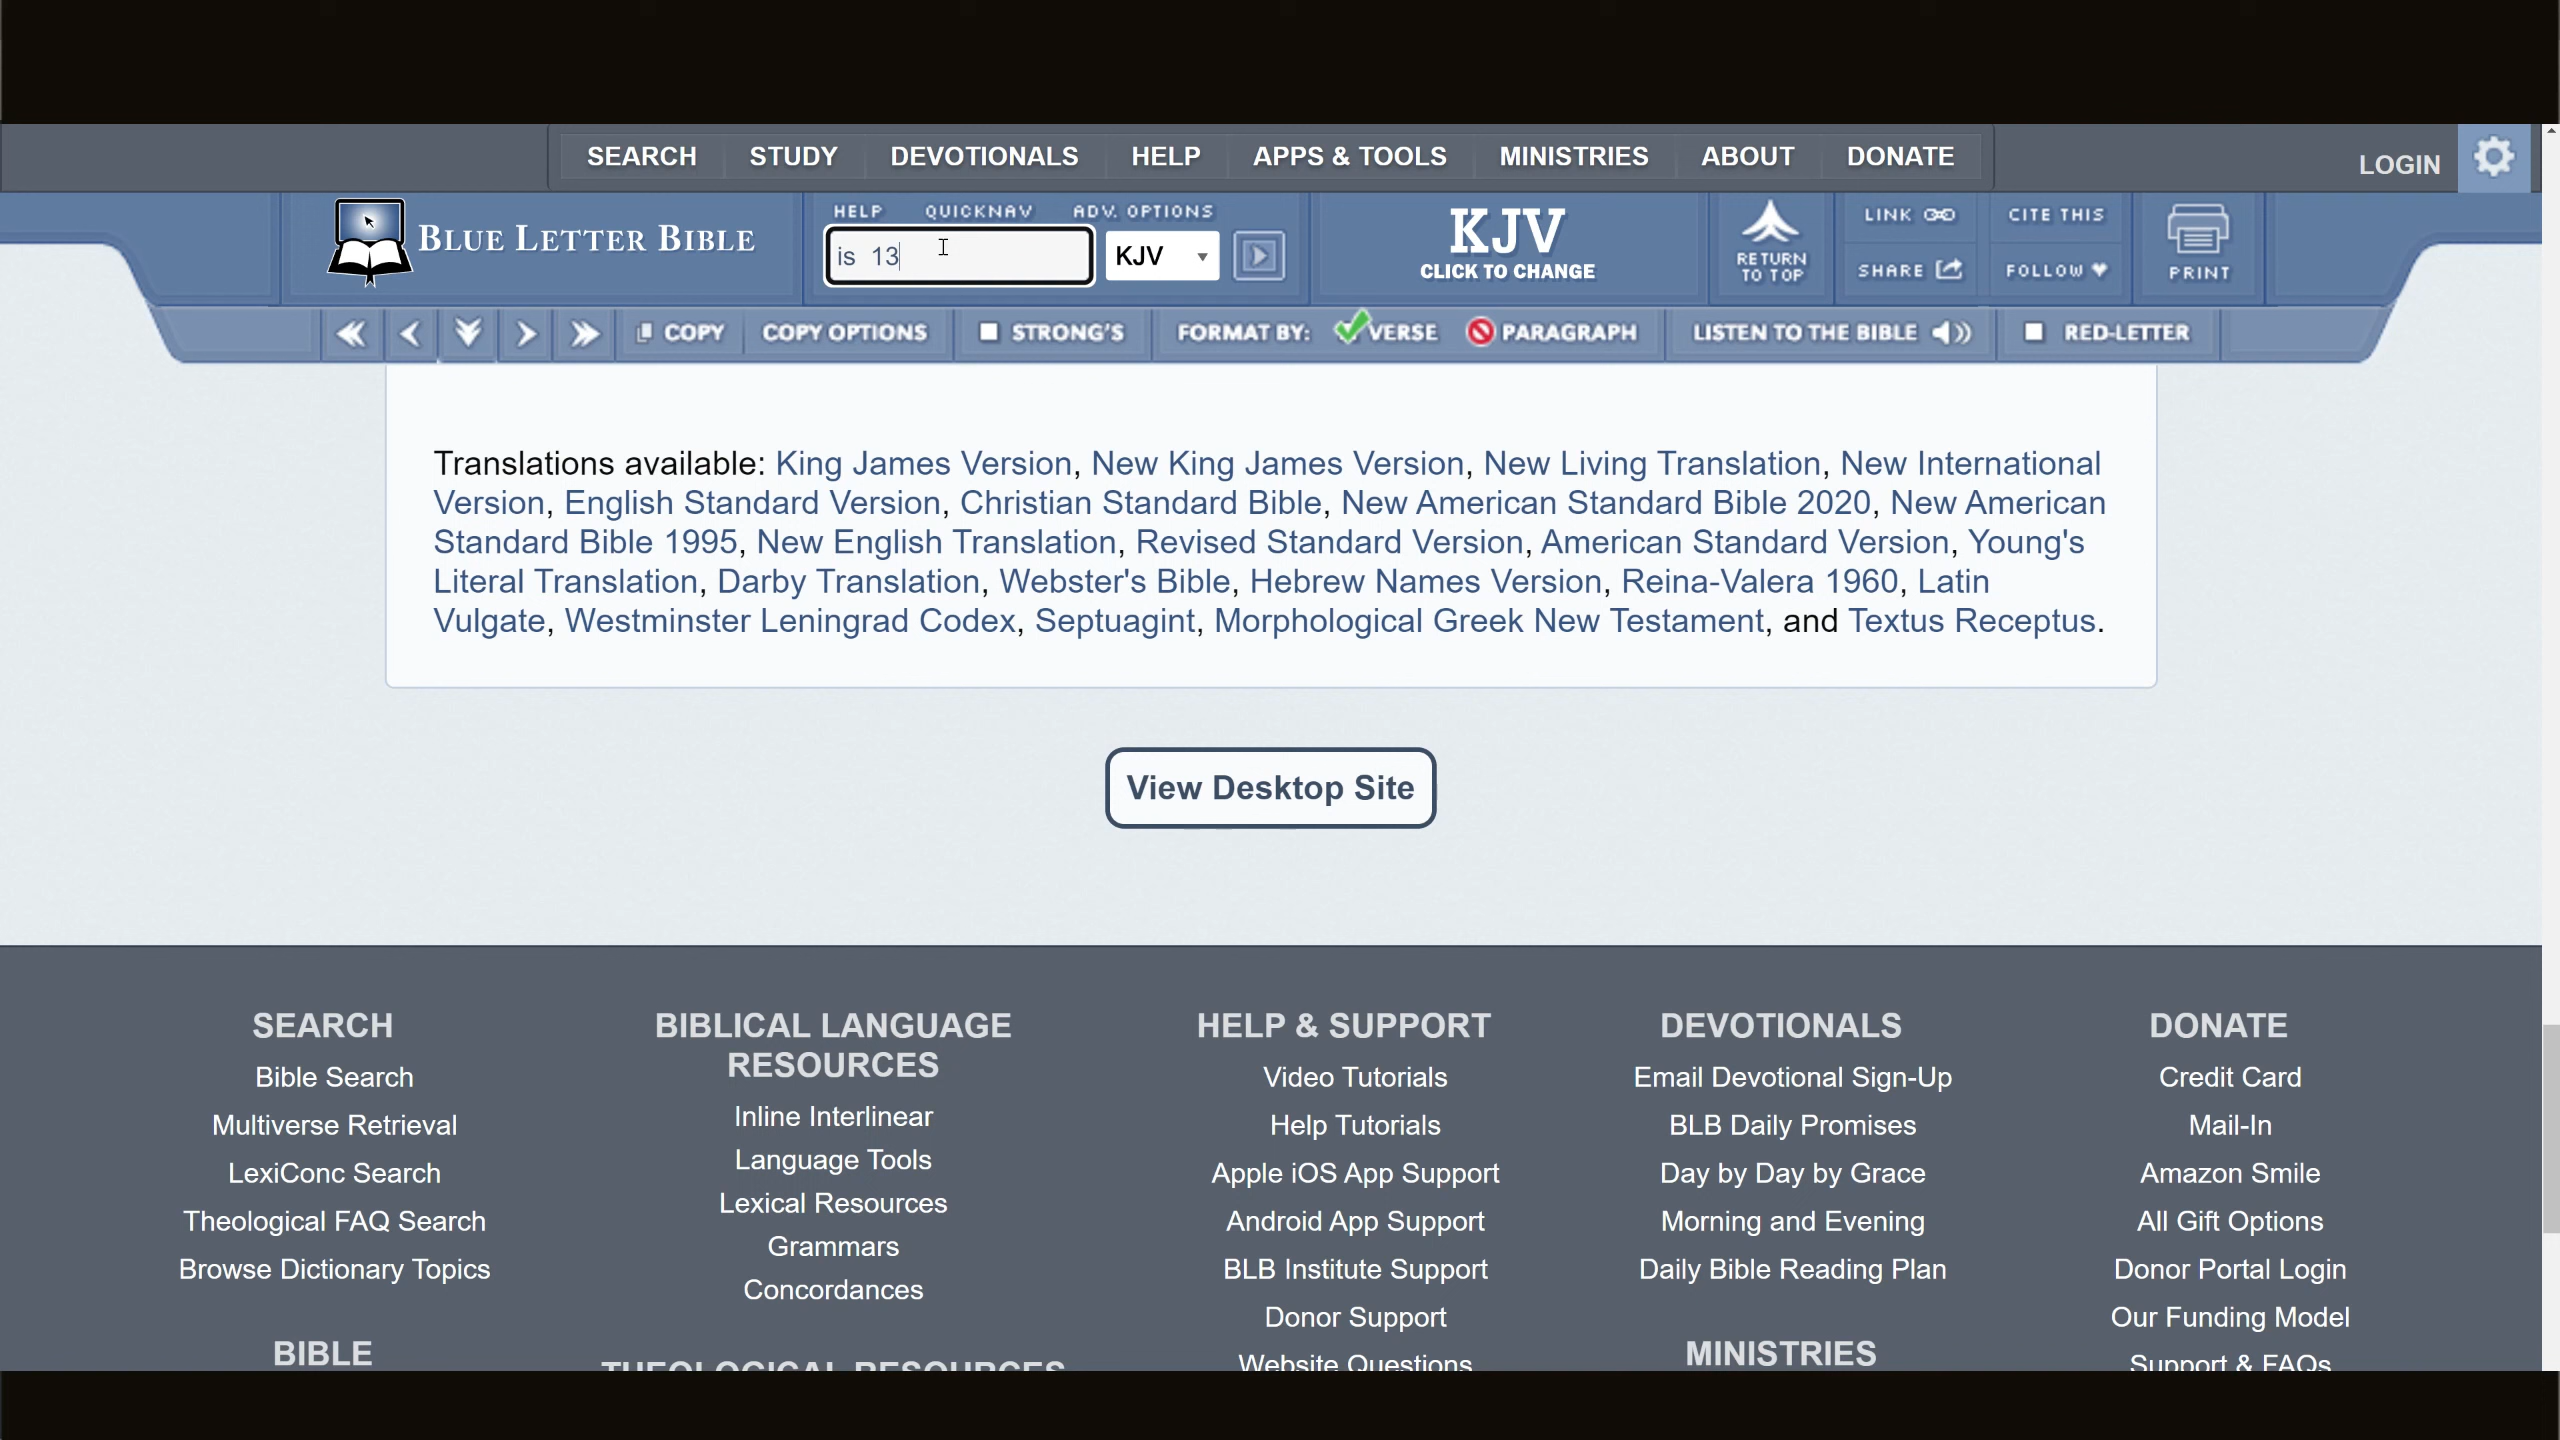 SEARCH STUDY DEVOTIONALS HELP APPS & TOOLS MINISTRIES ABOUT DONATE
LOGIN
BLUE LETTER BIBLE
HELP QUICKNAV ADV. OPTIONS
is  13
KJV
KJV
CLICK TO CHANGE
RETURN
TO TOP
LINK
CITE THIS
SHARE
FOLLOW
PRINT
COPY COPY OPTIONS STRONG'S FORMAT BY: VERSE PARAGRAPH LISTEN TO THE BIBLE RED-LETTER
Translations available: King James Version, New King James Version, New Living Translation, New International
Version, English Standard Version, Christian Standard Bible, New American Standard Bible 2020, New American
Standard Bible 1995, New English Translation, Revised Standard Version, American Standard Version, Young's
Literal Translation, Darby Translation, Webster's Bible, Hebrew Names Version, Reina-Valera 1960, Latin
Vulgate, Westminster Leningrad Codex, Septuagint, Morphological Greek New Testament, and Textus Receptus.
View Desktop Site
SEARCH
Bible Search
Multiverse Retrieval
LexiConc Search
Theological FAQ Search
Browse Dictionary Topics
BIBLE
BIBLICAL LANGUAGE
RESOURCES
Inline Interlinear
Language Tools
Lexical Resources
Grammars
Concordances
THEOLOGICAL RESOURCES
HELP & SUPPORT
Video Tutorials
Help Tutorials
Apple iOS App Support
Android App Support
BLB Institute Support
Donor Support
Website Questions
DEVOTIONALS
Email Devotional Sign-Up
BLB Daily Promises
Day by Day by Grace
Morning and Evening
Daily Bible Reading Plan
MINISTRIES
DONATE
Credit Card
Mail-In
Amazon Smile
All Gift Options
Donor Portal Login
Our Funding Model
Support & FAQs